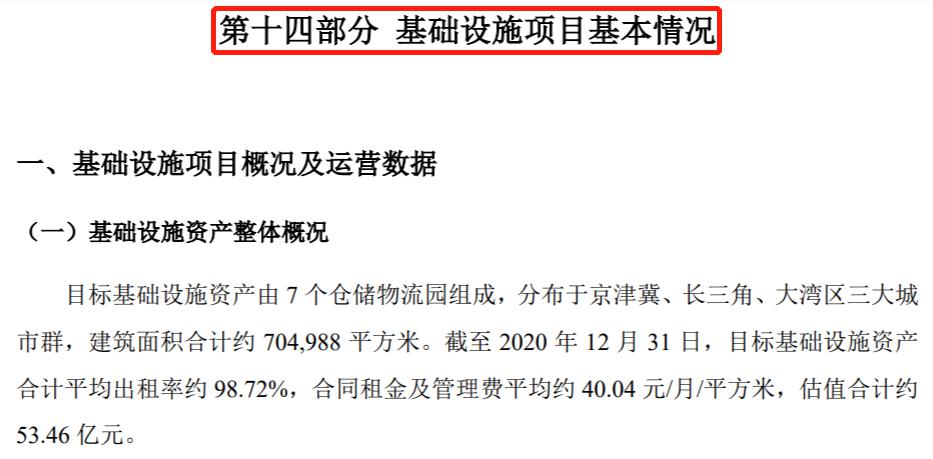 第十四部分 基础设施项目基本情况
一、基础设施项目概况及运营数据
（一）基础设施资产整体概况
目标基础设施资产由 7 个仓储物流园组成，分布于京津冀、长三角、大湾区三大城
市群，建筑面积合计约 704,988 平方米。截至 2020 年 12 月 31 日，目标基础设施资产
合计平均出租率约 98.72%，合同租金及管理费平均约 40.04 元/月/平方米，估值合计约
53.46 亿元。